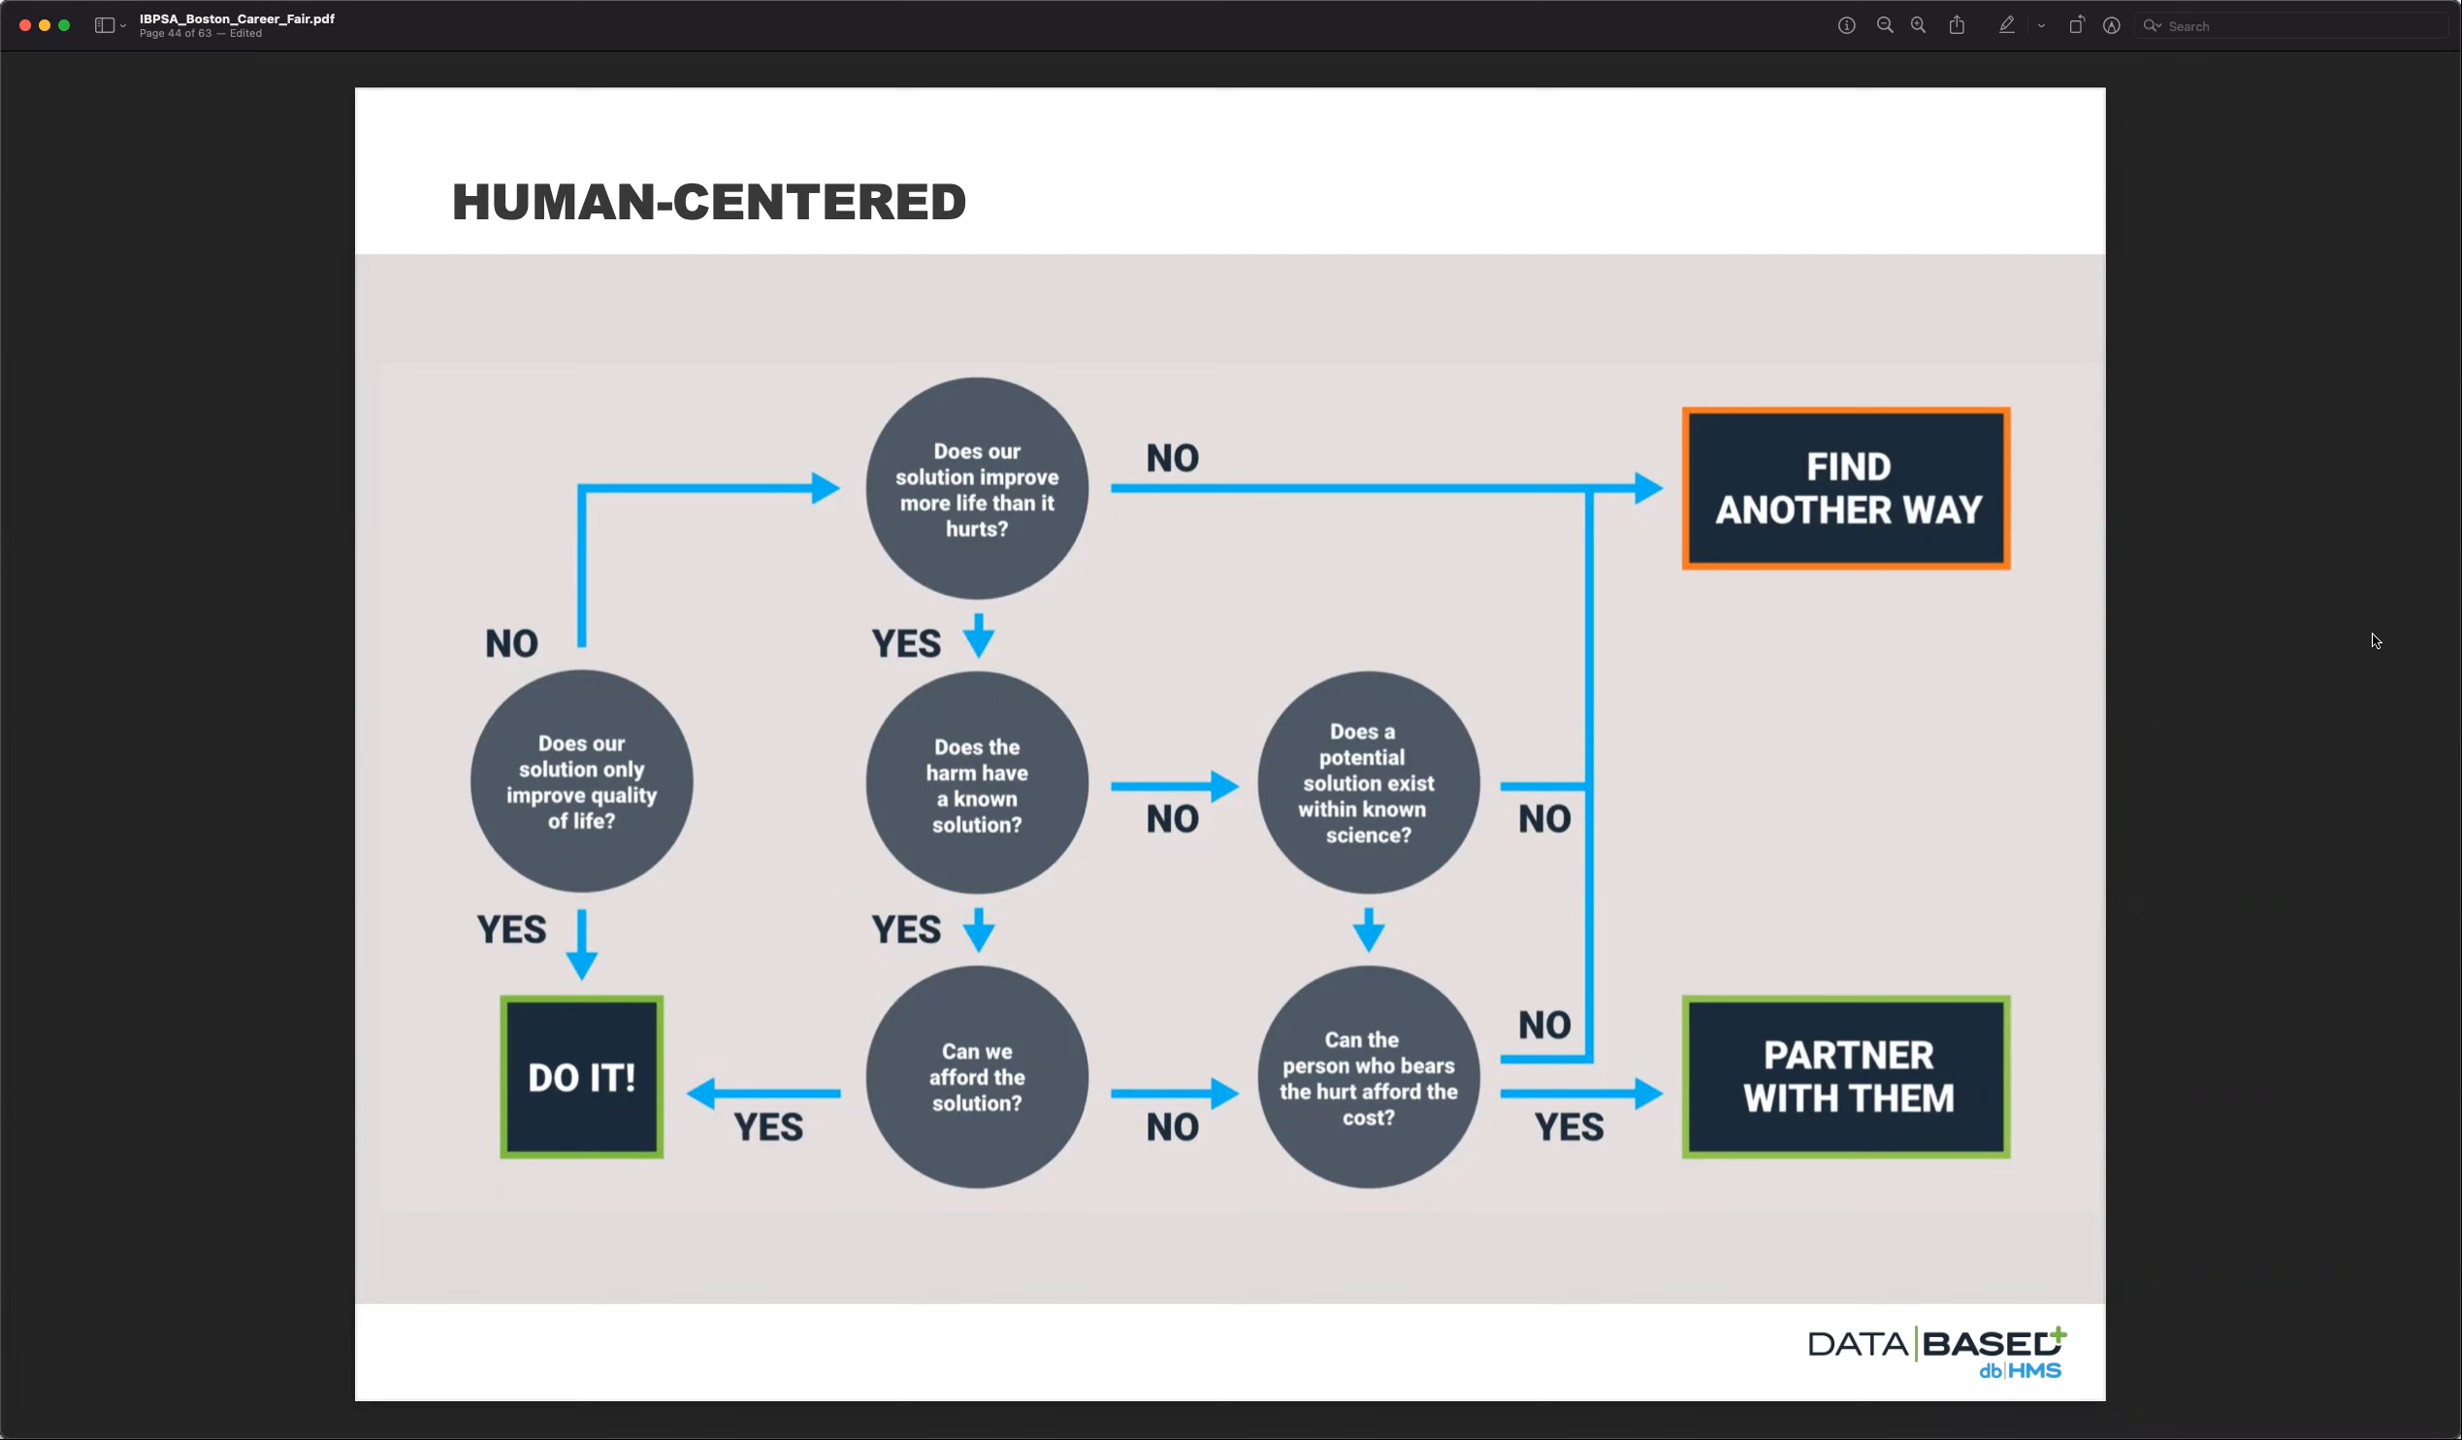 IBPSA_Boston_Career_Fair.pdf
Page 44 of 63 — Edited
Search
HUMAN-CENTERED
Does our
solution improve
more life than it
hurts?
NO
FIND
ANOTHER WAY
NO
YES
Does our
solution only
improve quality
of life?
Does the
harm have
a known
solution?
NO
Does a
potential
solution exist
within known
science?
NO
YES
YES
DO IT!
YES
Can we
afford the
solution?
NO
Can the
person who bears
the hurt afford the
cost?
NO
YES
PARTNER
WITH THEM
DATA|BASED+
db|HMS